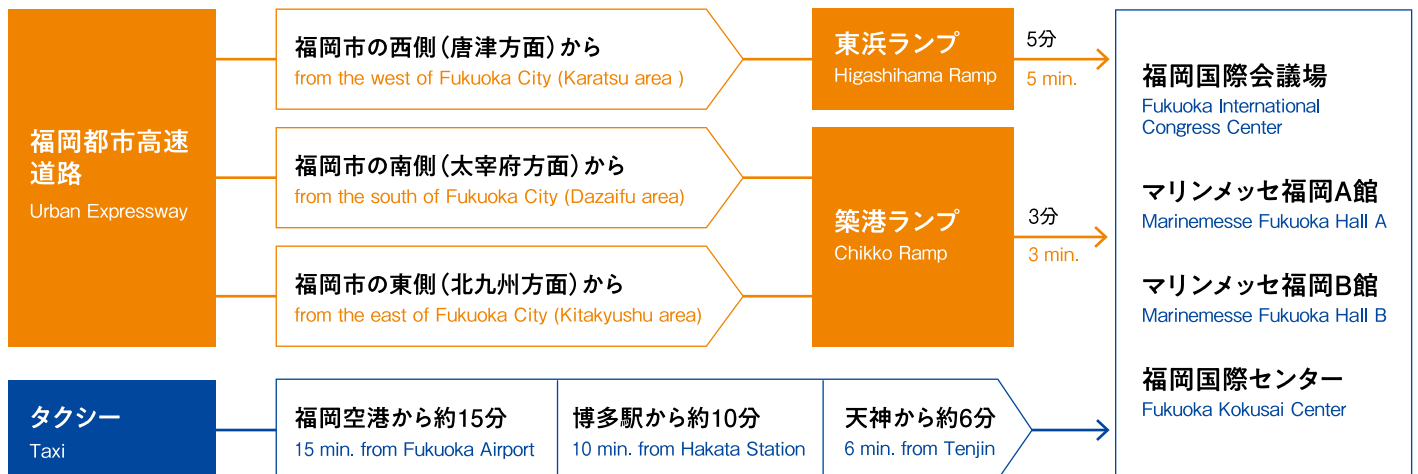 福岡都市高速
道路
Urban Expressway
福岡市の西側(唐津方面)から
from the west of Fukuoka City (Karatsu area )
東浜ランプ
Higashihama Ramp
5分
5 min.
福岡市の南側(太宰府方面)から
from the south of Fukuoka City (Dazaifu area)
福岡市の東側(北九州方面)から
from the east of Fukuoka City (Kitakyushu area)
築港ランプ
Chikko Ramp
3分
3 min.
タクシー
Taxi
福岡空港から約15分
15 min. from Fukuoka Airport
博多駅から約10分
10 min. from Hakata Station
天神から約6分
6 min. from Tenjin
福岡国際会議場
Fukuoka International
Congress Center
マリンメッセ福岡A館
Marinemesse Fukuoka Hall A
マリンメッセ福岡B館
Marinemesse Fukuoka Hall B
福岡国際センター
Fukuoka Kokusai Center